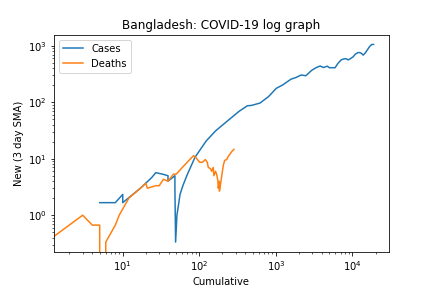 Bangladesh: COVID-19 log graph
Cases
Deaths
New (3 day SMA)
10³
10²
10¹
10⁰
10¹ 10² 10³ 10⁴
Cumulative